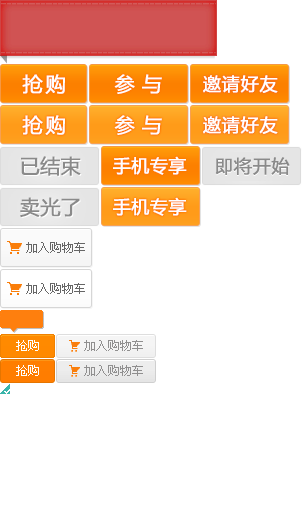 抢购 参与 邀请好友
抢购 参与 邀请好友
已结束 手机专享 即将开始
卖光了 手机专享
加入购物车
加入购物车
抢购 加入购物车
抢购 加入购物车